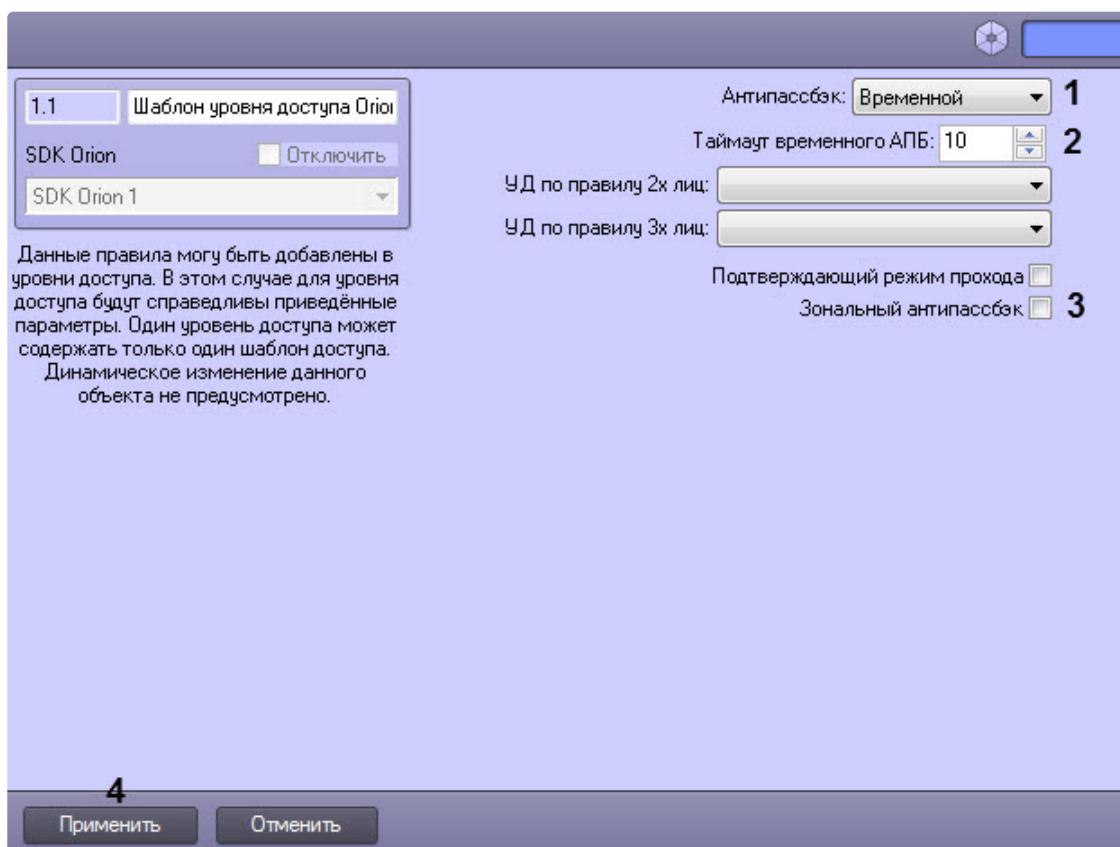 1.1 Шаблон уровня доступа Orion
SDK Orion Отключить
SDK Orion 1
Данные правила могу быть добавлены в
уровни доступа. В этом случае для уровня
доступа будут справедливы приведённые
параметры. Один уровень доступа может
содержать только один шаблон доступа.
Динамическое изменение данного
объекта не предусмотрено.
Антипассбэк: Временной 1
Таймаут временного АПБ: 10 2
УД по правилу 2х лиц:
УД по правилу 3х лиц:
Подтверждающий режим прохода
Зональный антипассбэк 3
4
Применить Отменить